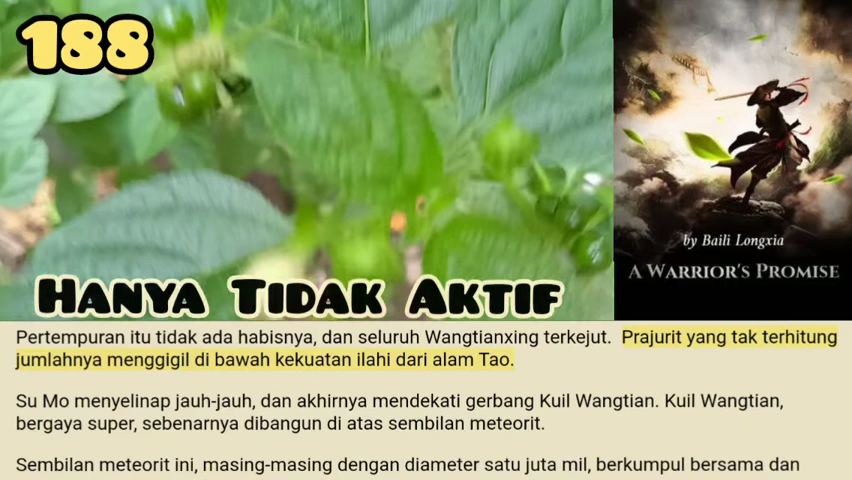 188
HANYA TIDAK AKTIF
by Baili Longxia
A WARRIOR'S PROMISE
Pertempuran itu tidak ada habisnya, dan seluruh Wangtianxing terkejut. Prajurit yang tak terhitung
jumlahnya menggigil di bawah kekuatan ilahi dari alam Tao.
Su Mo menyelinap jauh-jauh, dan akhirnya mendekati gerbang Kuil Wangtian. Kuil Wangtian,
bergaya super, sebenarnya dibangun di atas sembilan meteorit.
Sembilan meteorit ini, masing-masing dengan diameter satu juta mil, berkumpul bersama dan